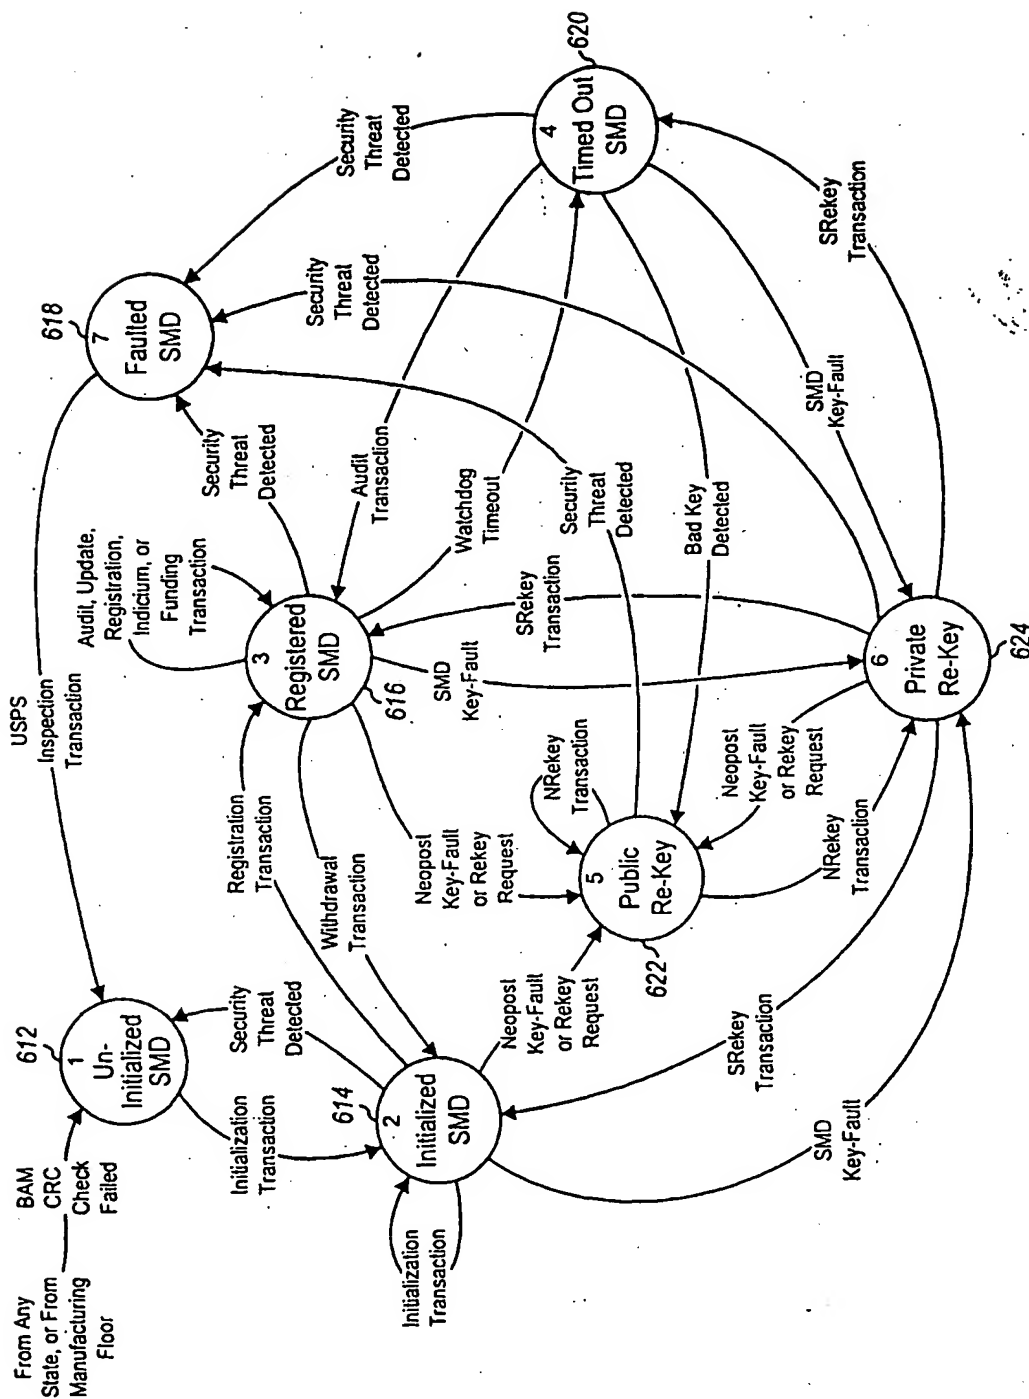 From Any
State, or From
Manufacturing
Floor
BAM
CRC
Check
Failed
612
1
Un-
Initialized
SMD
USPS
Inspection
Transaction
618
7
Faulted
SMD
Security
Threat
Detected
620
4
Timed Out
SMD
Initialization
Transaction
Security
Threat
Detected
614
2
Initialized
SMD
Initialization
Transaction
Registration
Transaction
Withdrawal
Transaction
Audit, Update,
Registration,
Indicium, or
Funding
Transaction
3
Registered
SMD
616
Security
Threat
Detected
Audit
Transaction
Watchdog
Timeout
Security
Threat
Detected
Security
Threat
Detected
Neopost
Key-Fault
or Rekey
Request
Neopost
Key-Fault
or Rekey
Request
SMD
Key-Fault
SRekey
Transaction
Bad Key
Detected
SMD
Key-Fault
SRekey
Transaction
NRekey
Transaction
5
Public
Re-Key
622
Neopost
Key-Fault
or Rekey
Request
NRekey
Transaction
6
Private
Re-Key
624
SRekey
Transaction
SMD
Key-Fault